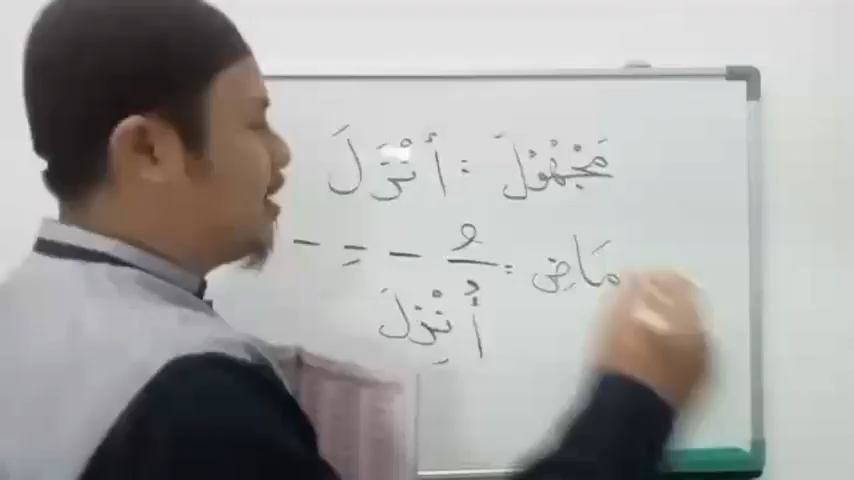 مَجْهُوْلَ : أَنْزَلَ
مَاضِى : ـُ ـ ـِ ـ
أُنْزِلَ